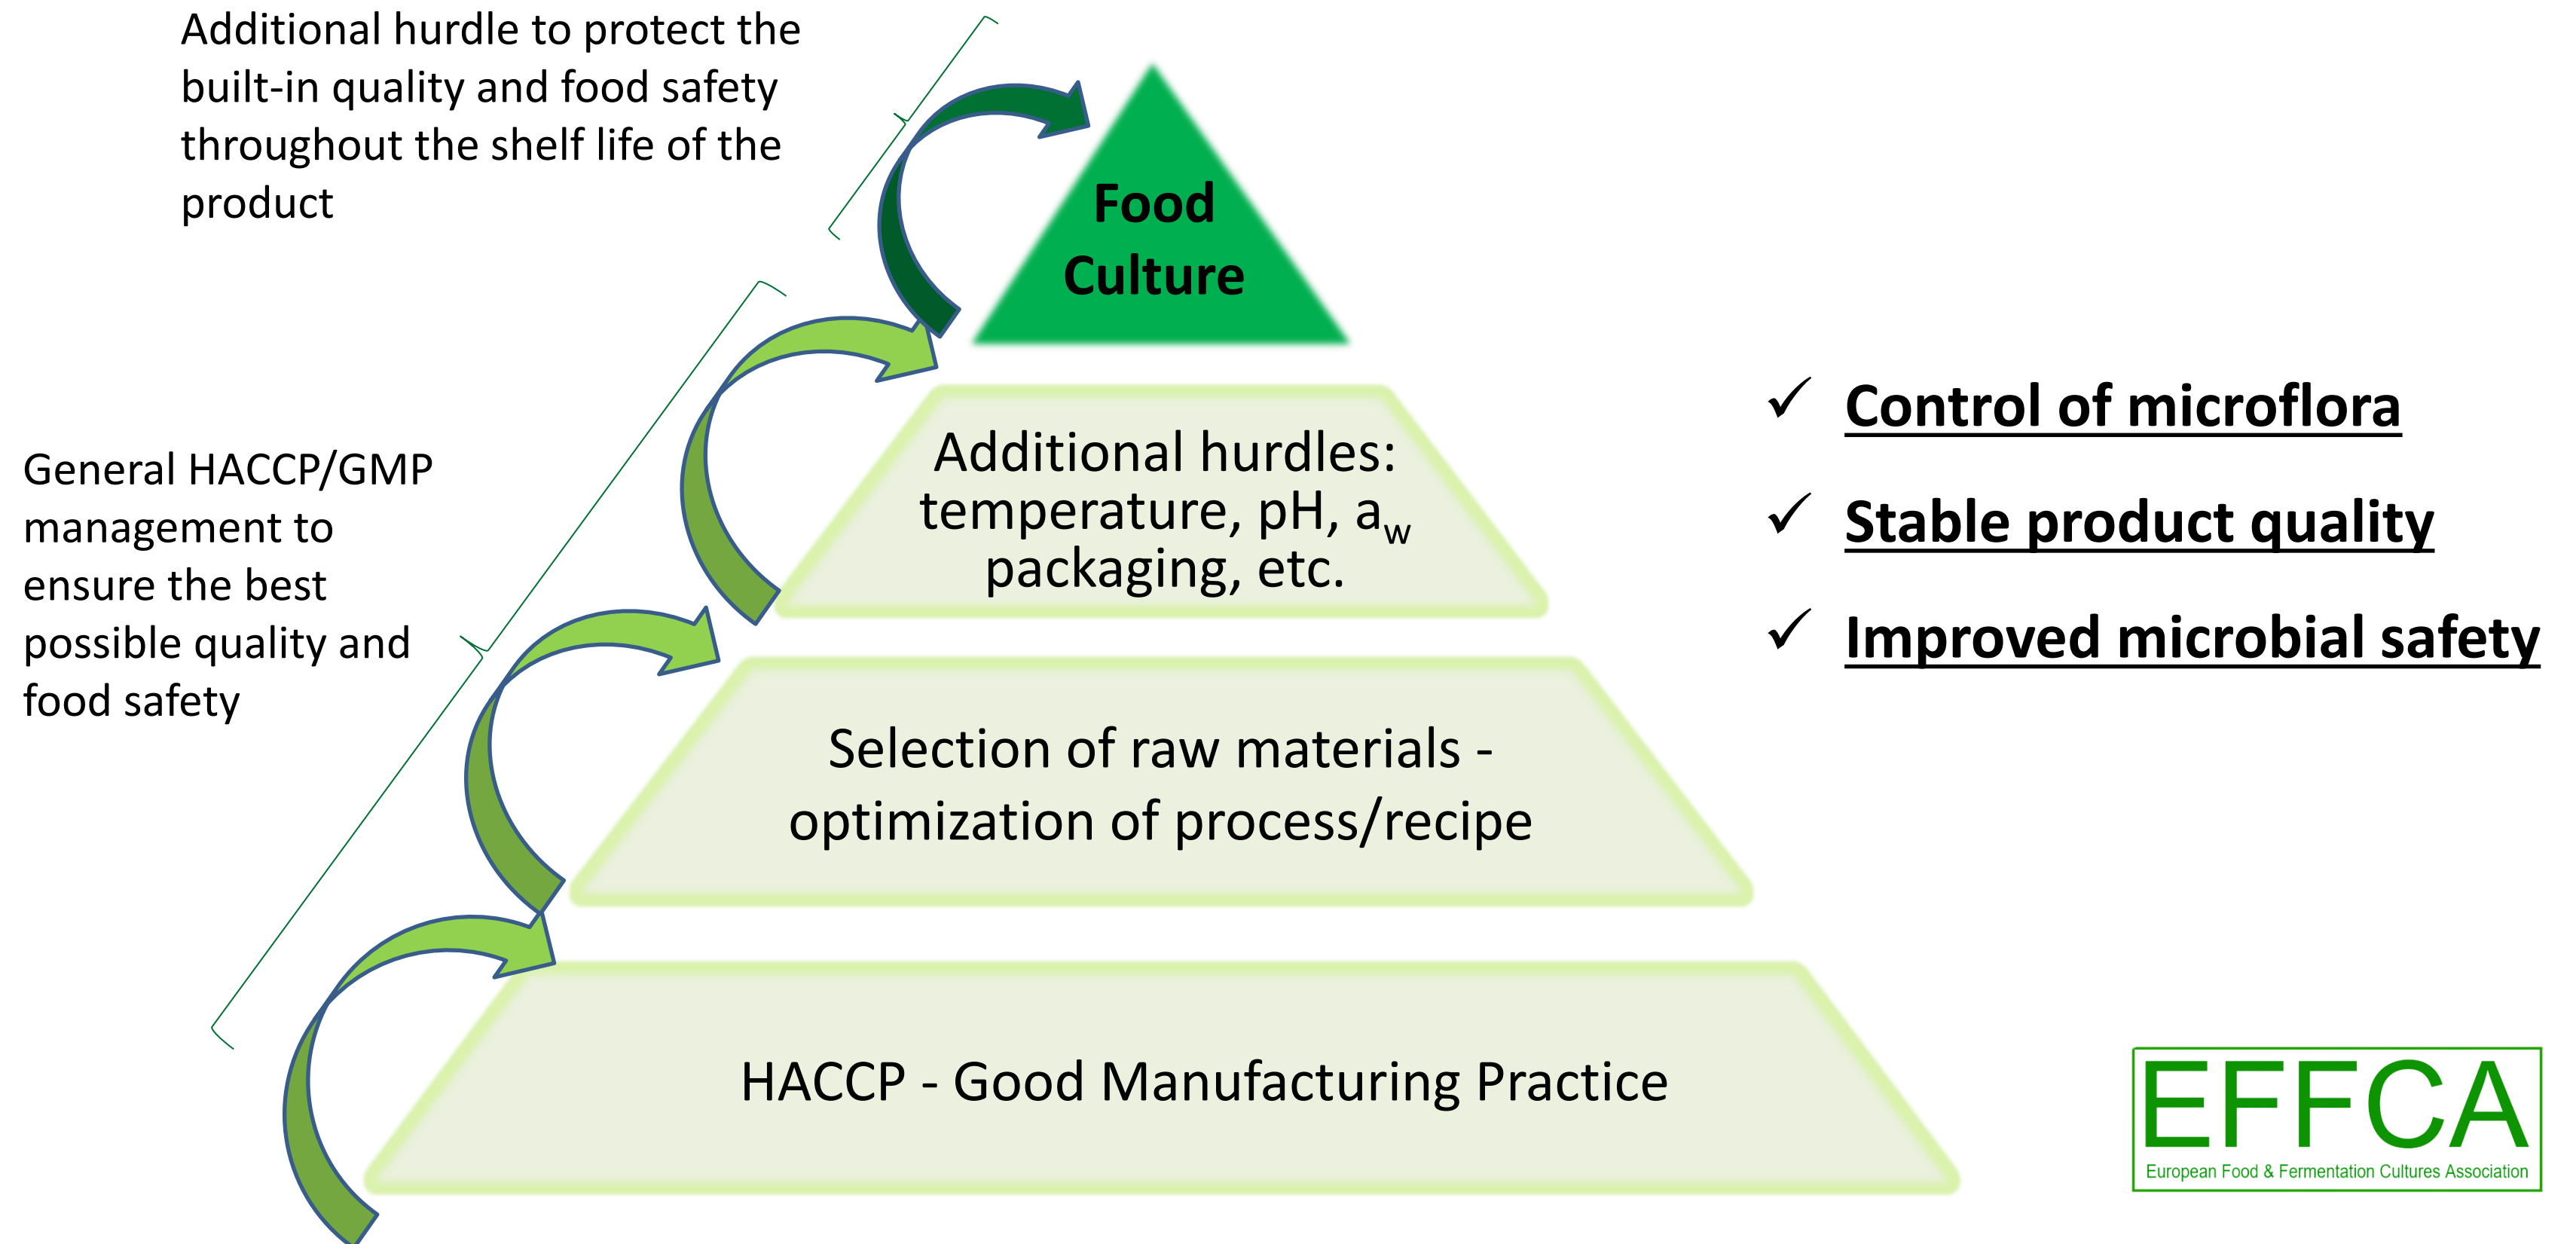 Additional hurdle to protect the
built-in quality and food safety
throughout the shelf life of the
product
Food
Culture
General HACCP/GMP
management to
ensure the best
possible quality and
food safety
Additional hurdles:
temperature, pH, aw
packaging, etc.
Selection of raw materials -
optimization of process/recipe
HACCP - Good Manufacturing Practice
✓ Control of microflora
✓ Stable product quality
✓ Improved microbial safety
EFFCA
European Food & Fermentation Cultures Association